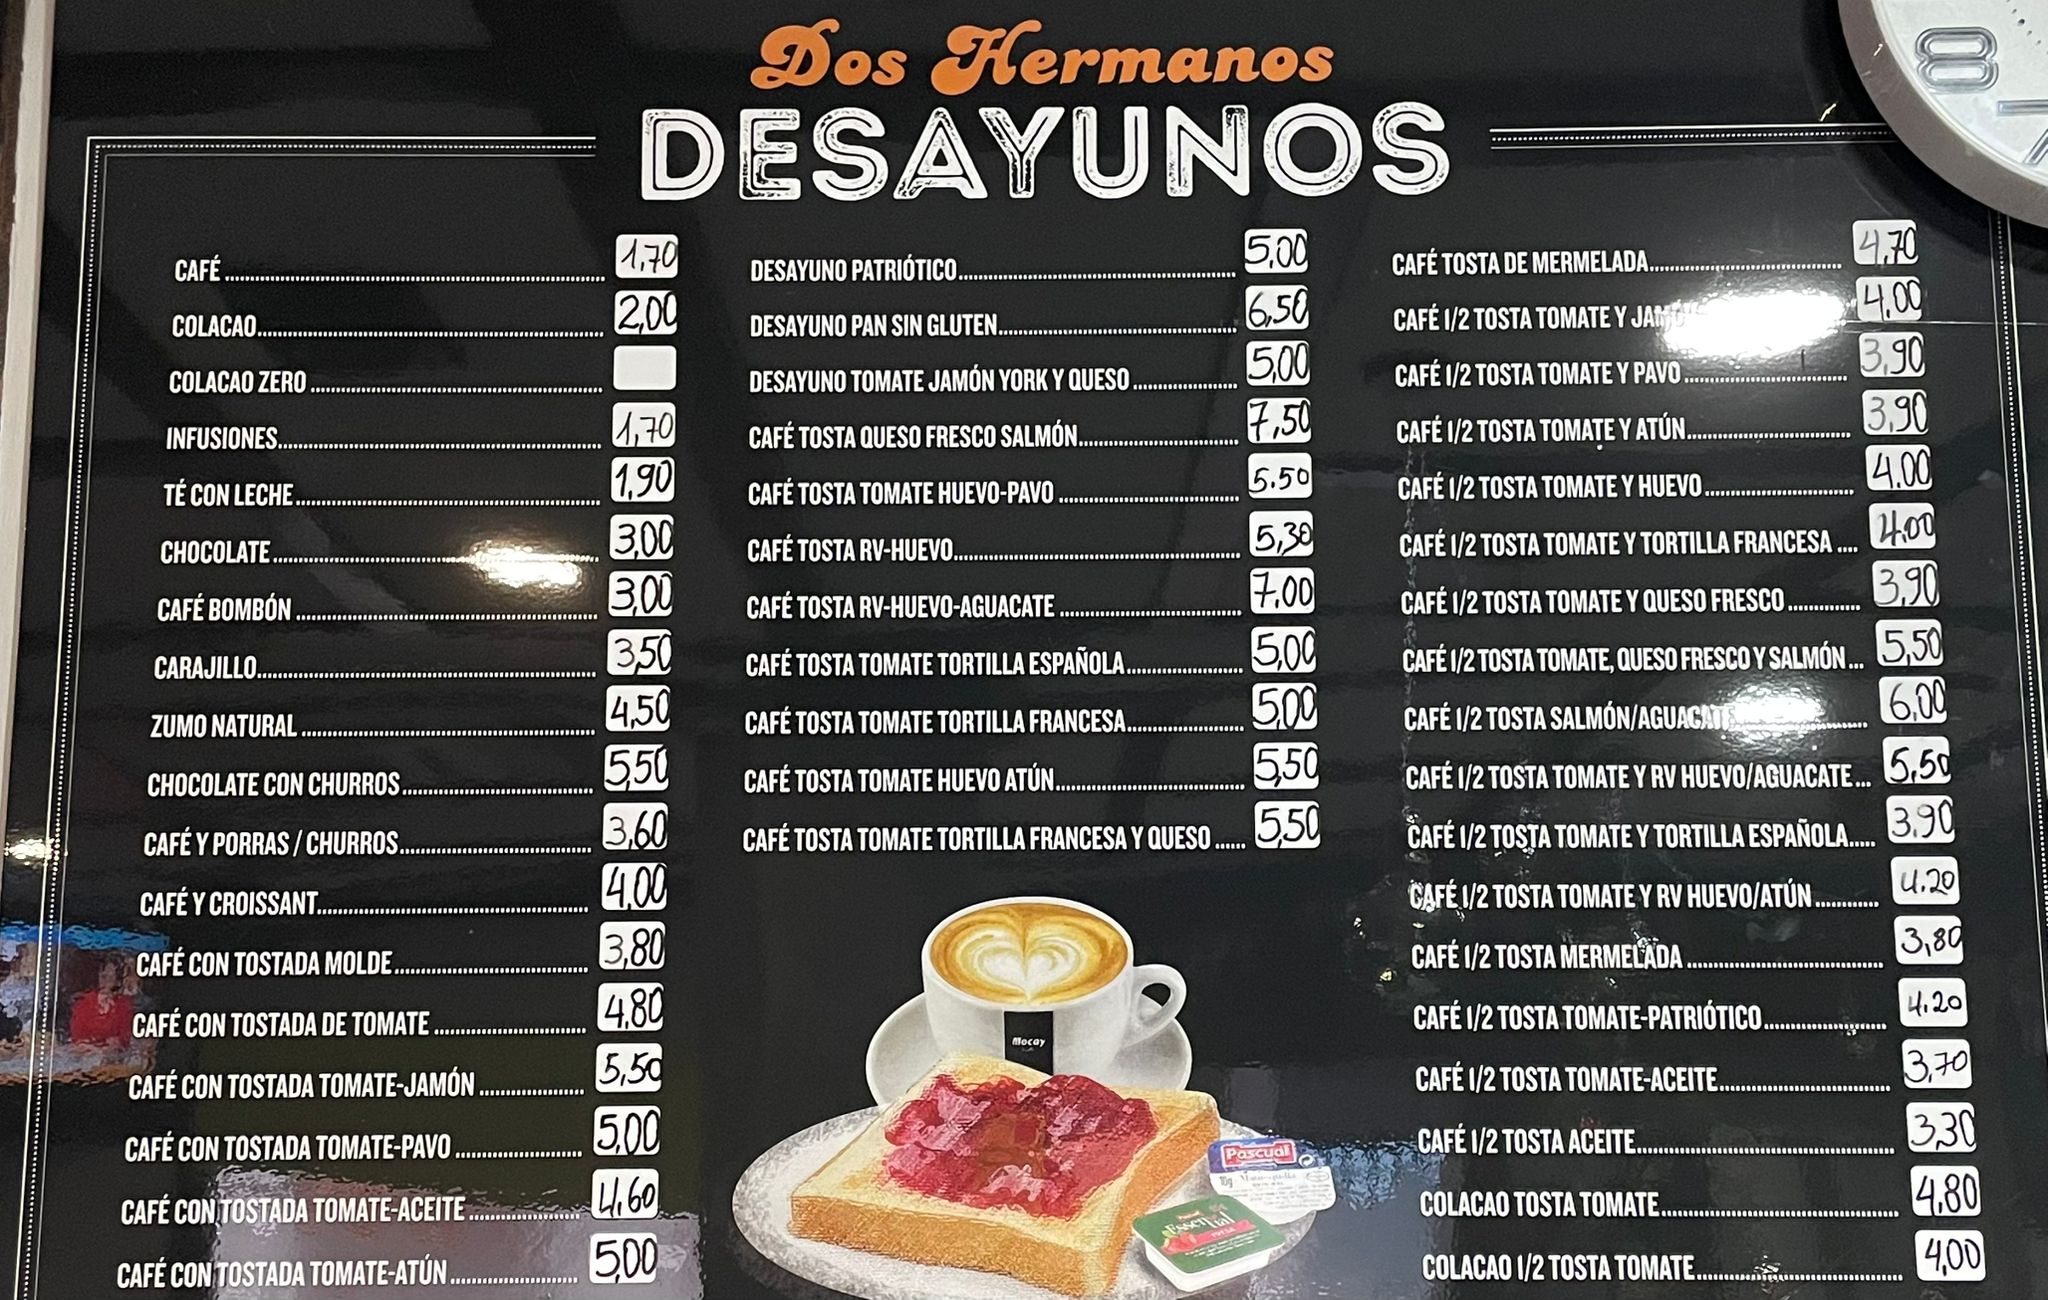 Dos Hermanos
DESAYUNOS
CAFÉ 1,70
COLACAO 2,00
COLACAO ZERO
INFUSIONES 1,70
TÉ CON LECHE 1,90
CHOCOLATE 3,00
CAFÉ BOMBÓN 3,00
CARAJILLO 3,50
ZUMO NATURAL 4,50
CHOCOLATE CON CHURROS 5,50
CAFÉ Y PORRAS / CHURROS 3,60
CAFÉ Y CROISSANT 4,00
CAFÉ CON TOSTADA MOLDE 3,80
CAFÉ CON TOSTADA DE TOMATE 4,80
CAFÉ CON TOSTADA TOMATE-JAMÓN 5,50
CAFÉ CON TOSTADA TOMATE-PAVO 5,00
CAFÉ CON TOSTADA TOMATE-ACEITE 4,60
CAFÉ CON TOSTADA TOMATE-ATÚN 5,00
DESAYUNO PATRIÓTICO 5,00
DESAYUNO PAN SIN GLUTEN 6,50
DESAYUNO TOMATE JAMÓN YORK Y QUESO 5,00
CAFÉ TOSTA QUESO FRESCO SALMÓN 7,50
CAFÉ TOSTA TOMATE HUEVO-PAVO 5.50
CAFÉ TOSTA RV-HUEVO 5,30
CAFÉ TOSTA RV-HUEVO-AGUACATE 7,00
CAFÉ TOSTA TOMATE TORTILLA ESPAÑOLA 5,00
CAFÉ TOSTA TOMATE TORTILLA FRANCESA 5,00
CAFÉ TOSTA TOMATE HUEVO ATÚN 5,50
CAFÉ TOSTA TOMATE TORTILLA FRANCESA Y QUESO 5,50
Mocay
Pascual
10g
Essential
CAFÉ TOSTA DE MERMELADA 4,70
CAFÉ 1/2 TOSTA TOMATE Y JAMÓN 4,00
CAFÉ 1/2 TOSTA TOMATE Y PAVO 3,90
CAFÉ 1/2 TOSTA TOMATE Y ATÚN 3,90
CAFÉ 1/2 TOSTA TOMATE Y HUEVO 4.00
CAFÉ 1/2 TOSTA TOMATE Y TORTILLA FRANCESA 4,00
CAFÉ 1/2 TOSTA TOMATE Y QUESO FRESCO 3,90
CAFÉ 1/2 TOSTA TOMATE, QUESO FRESCO Y SALMÓN 5,50
CAFÉ 1/2 TOSTA SALMÓN/AGUACATE 6,00
CAFÉ 1/2 TOSTA TOMATE Y RV HUEVO/AGUACATE 5,50
CAFÉ 1/2 TOSTA TOMATE Y TORTILLA ESPAÑOLA 3,90
CAFÉ 1/2 TOSTA TOMATE Y RV HUEVO/ATÚN 4.20
CAFÉ 1/2 TOSTA MERMELADA 3,80
CAFÉ 1/2 TOSTA TOMATE-PATRIÓTICO 4.20
CAFÉ 1/2 TOSTA TOMATE-ACEITE 3,70
CAFÉ 1/2 TOSTA ACEITE 3,30
COLACAO TOSTA TOMATE 4,80
COLACAO 1/2 TOSTA TOMATE 4,00
8
7